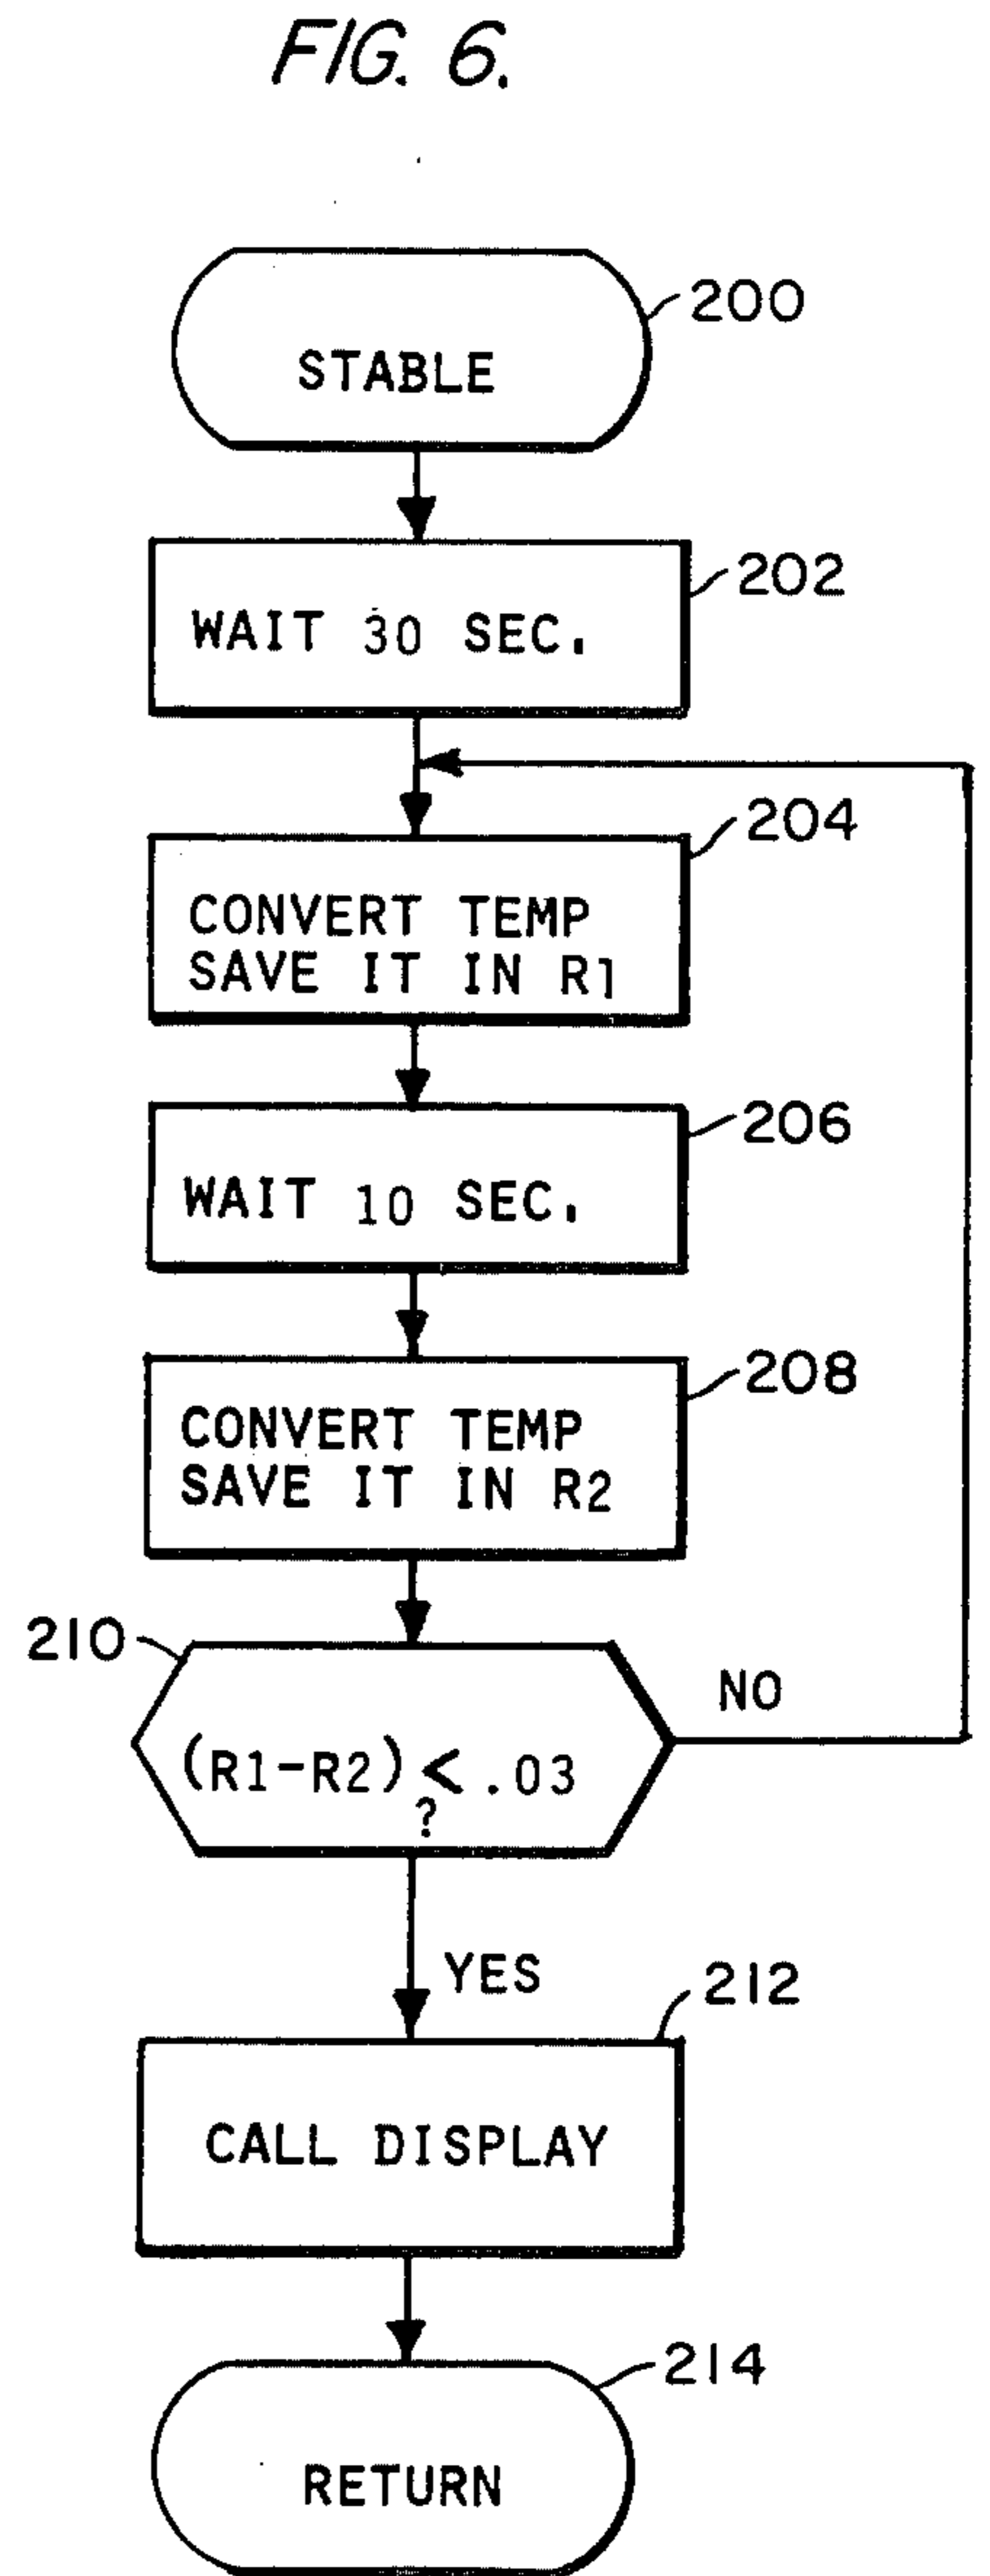 FIG. 6.
200
STABLE
202
WAIT 30 SEC.
204
CONVERT TEMP
SAVE IT IN R1
206
WAIT 10 SEC.
208
CONVERT TEMP
SAVE IT IN R2
210
NO
(R1-R2) < .03
?
YES
212
CALL DISPLAY
214
RETURN